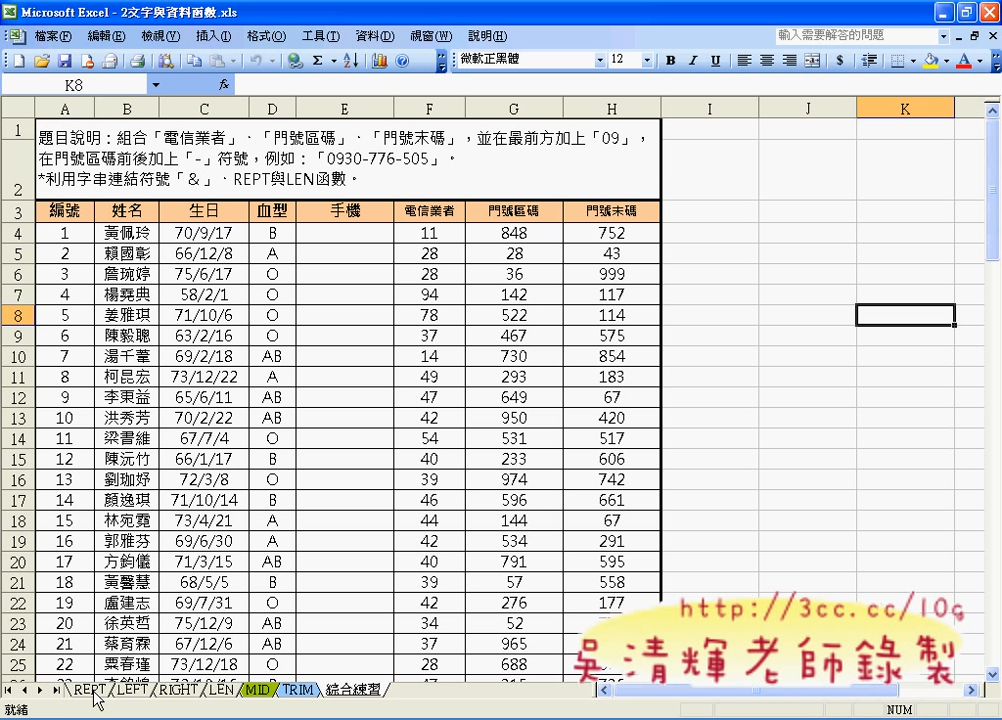 Microsoft Excel - 2文字與資料函數.xls
檔案(F) 編輯(E) 檢視(V) 插入(I) 格式(O) 工具(T) 資料(D) 視窗(W) 說明(H) 輸入需要解答的問題
微軟正黑體 12 B I U $ A
K8 fx
A B C D E F G H I J K
1 題目說明：組合「電信業者」、「門號區碼」、「門號末碼」，並在最前方加上「09」，
在門號區碼前後加上「-」符號，例如：「0930-776-505」。
2 *利用字串連結符號「&」、REPT與LEN函數。
3 編號 姓名 生日 血型 手機 電信業者 門號區碼 門號末碼
4 1 黃佩玲 70/9/17 B 11 848 752
5 2 賴國彰 66/12/8 A 28 28 43
6 3 詹琬婷 75/6/17 O 28 36 999
7 4 楊堯典 58/2/1 O 94 142 117
8 5 姜雅琪 71/10/6 O 78 522 114
9 6 陳毅聰 63/2/16 O 37 467 575
10 7 湯千葦 69/2/18 AB 14 730 854
11 8 柯昆宏 73/12/22 A 49 293 183
12 9 李東益 65/6/11 AB 47 649 67
13 10 洪秀芳 70/2/22 AB 42 950 420
14 11 梁書維 67/7/4 O 54 531 517
15 12 陳沅竹 66/1/17 B 40 233 606
16 13 劉珈妤 72/3/8 O 39 974 742
17 14 顏逸琪 71/10/14 B 46 596 661
18 15 林宛霓 73/4/21 A 44 144 67
19 16 郭雅芬 69/6/30 A 42 534 291
20 17 方鈞儀 71/3/15 AB 40 791 595
21 18 黃馨慧 68/5/5 B 39 57 558
22 19 盧建志 69/7/31 O 42 276 177
23 20 徐英哲 75/12/9 AB 34 52
24 21 蔡育霖 67/12/6 AB 37 965
25 22 粟春瑾 73/12/18 O 28 688
http://3cc.cc/10g
吳清輝老師錄製
REPT LEFT RIGHT LEN MID TRIM 綜合練習
就緒 NUM